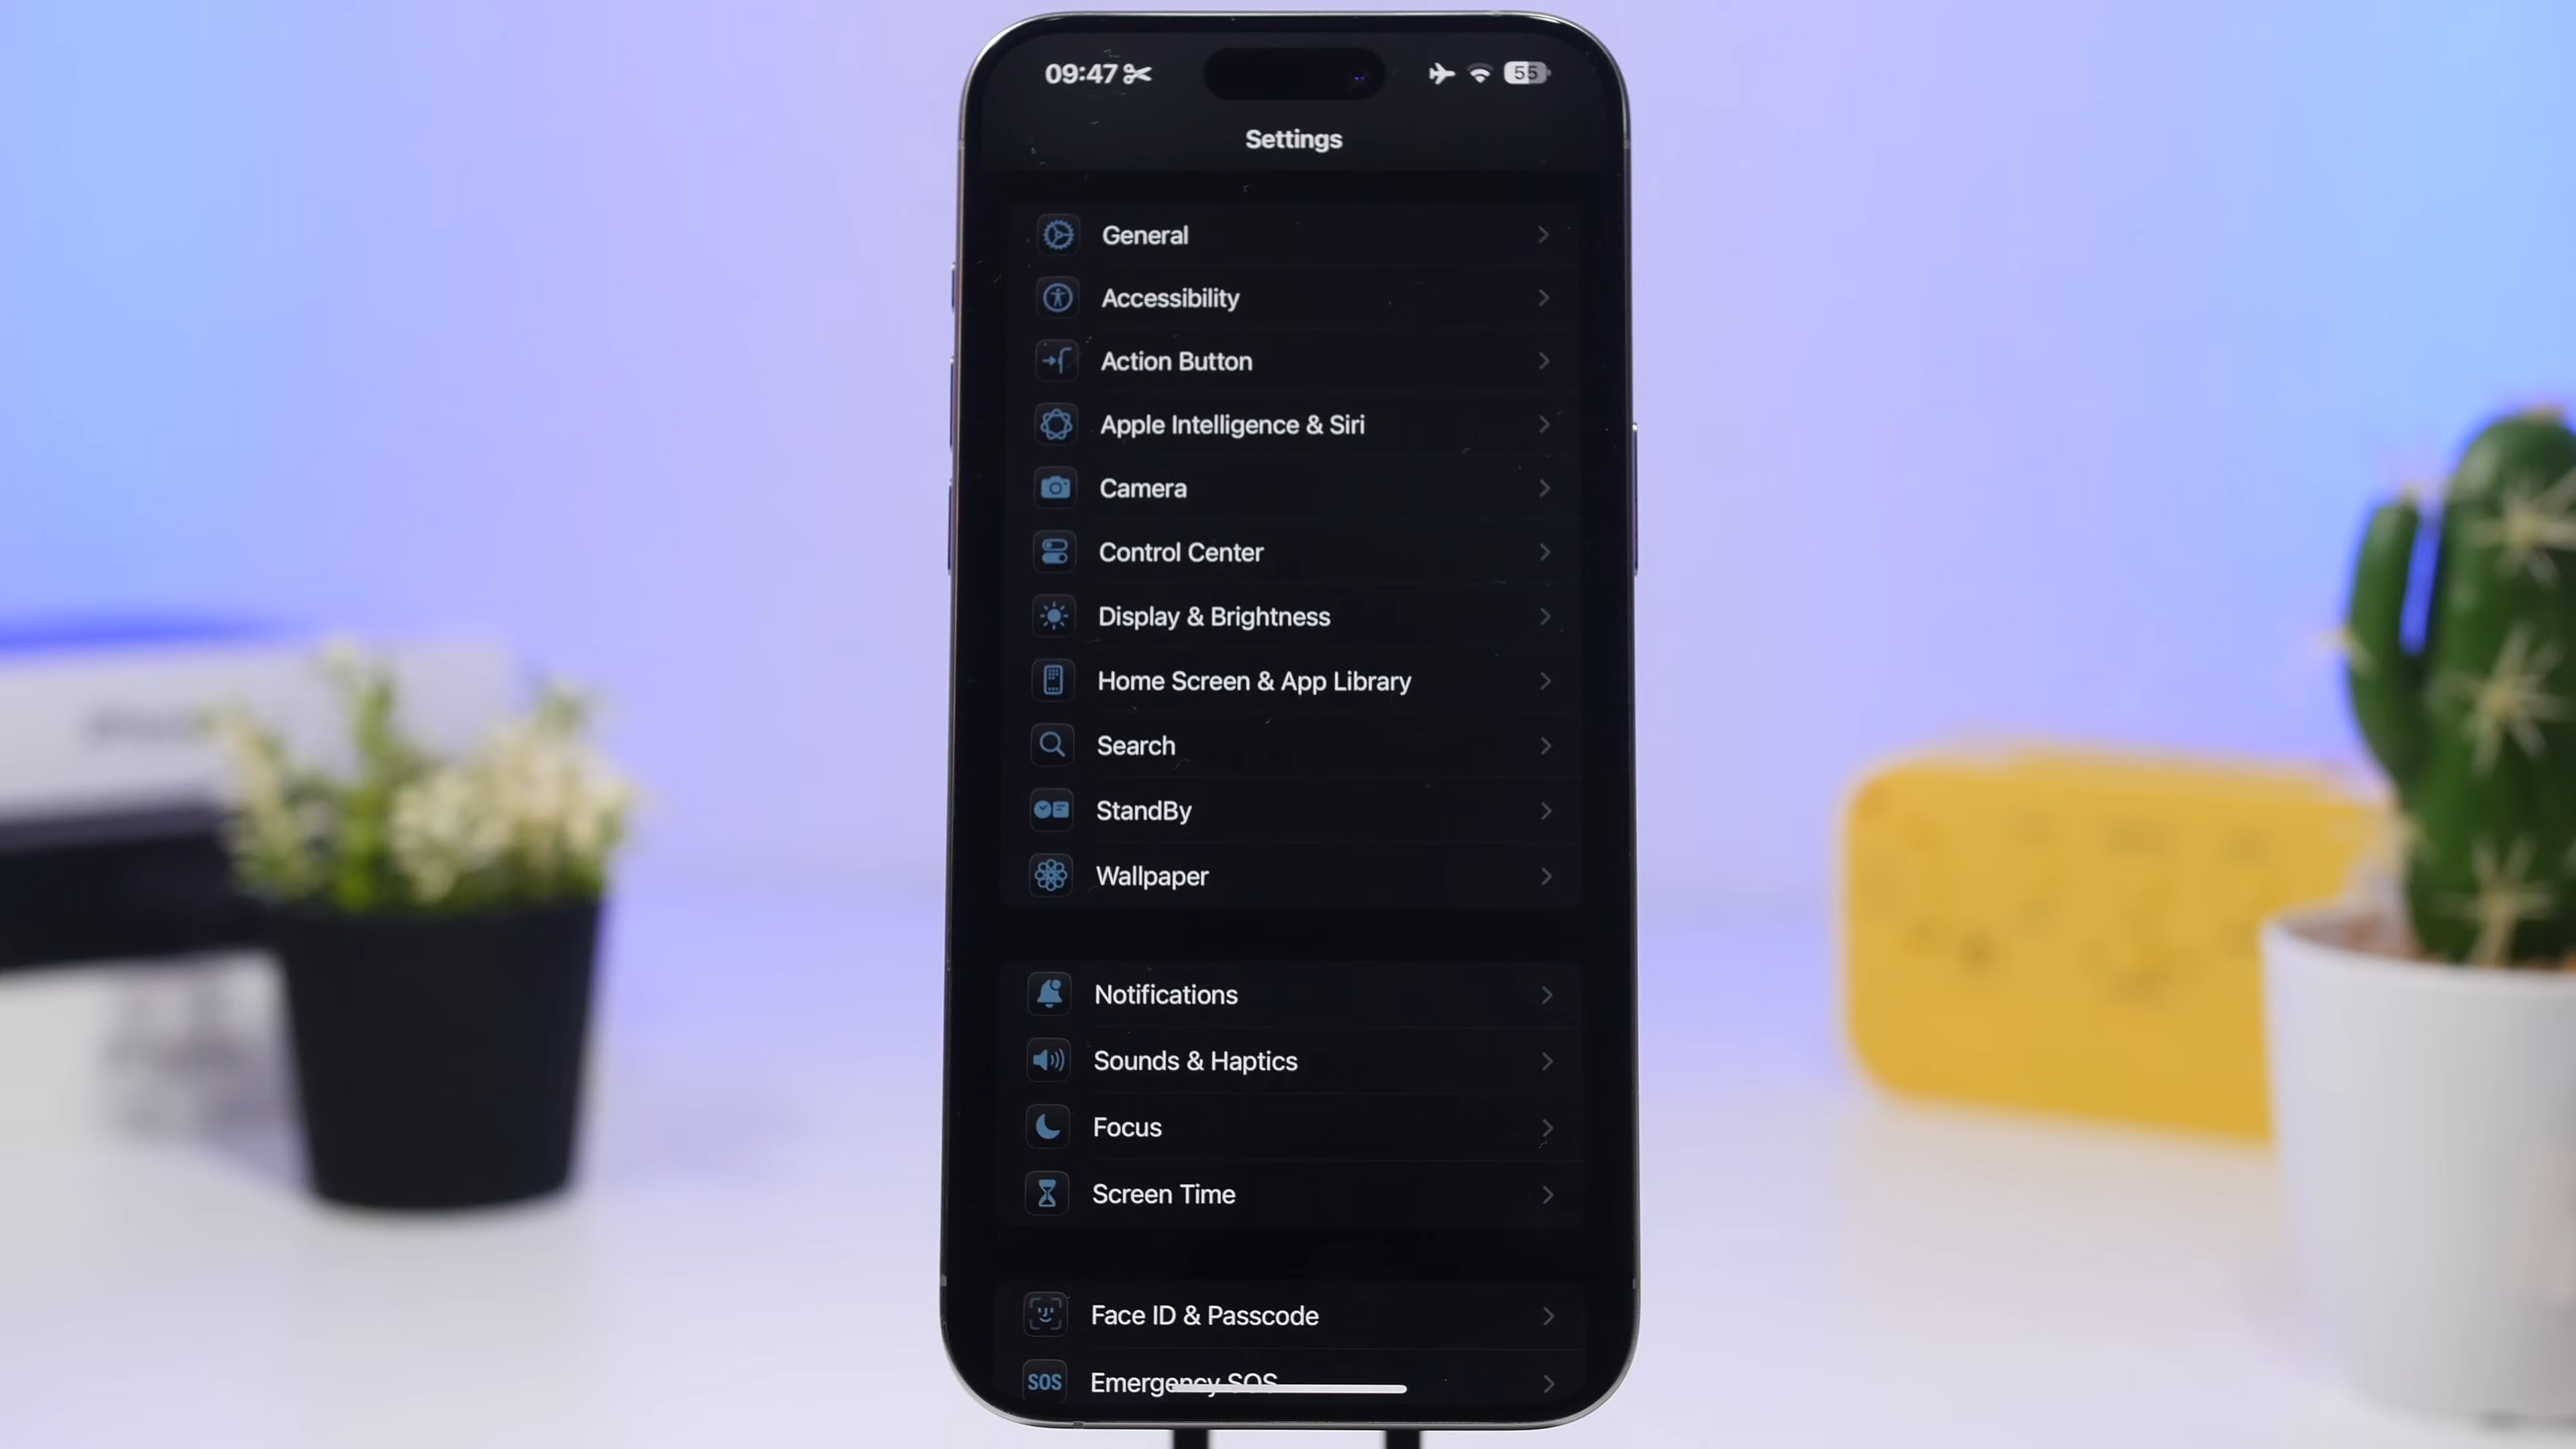 09:47
55
Settings
General
Accessibility
Action Button
Apple Intelligence & Siri
Camera
Control Center
Display & Brightness
Home Screen & App Library
Search
StandBy
Wallpaper
Notifications
Sounds & Haptics
Focus
Screen Time
Face ID & Passcode
SOS Emergency SOS